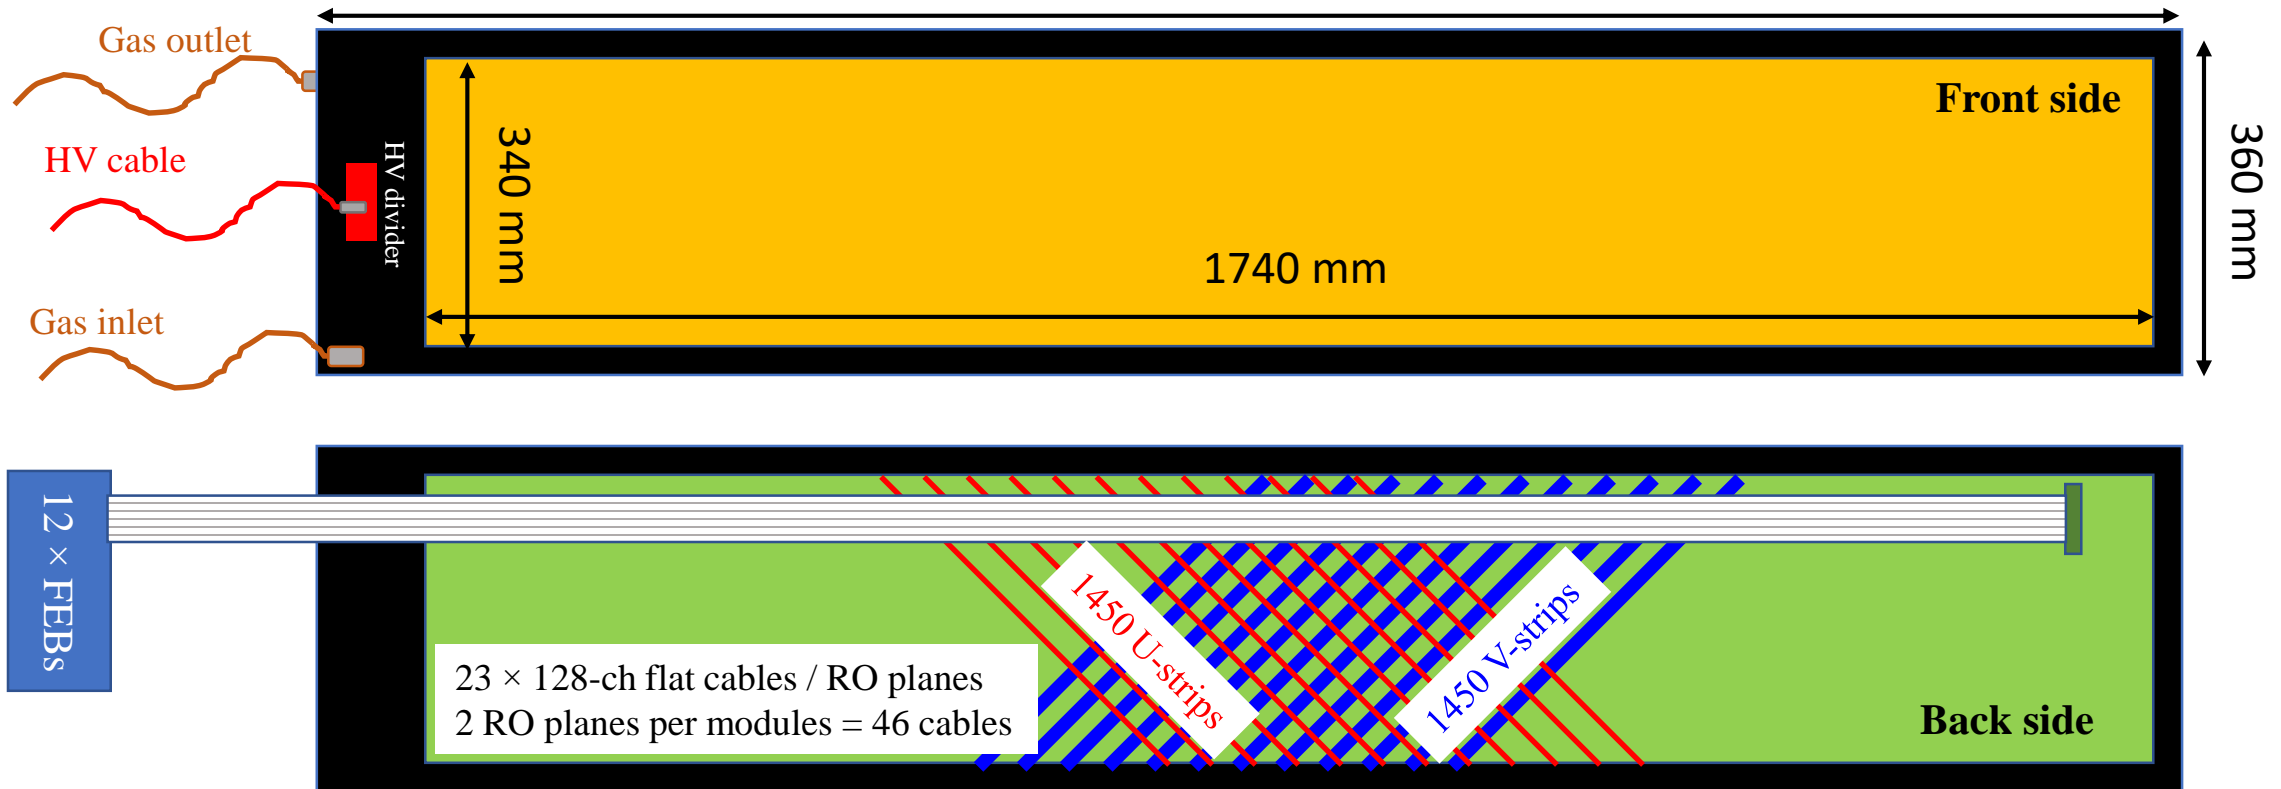 Gas outlet
Front side
HV cable
HV divider
340 mm
360 mm
1740 mm
Gas inlet
12 × FEBs
1450 U-strips
1450 V-strips
23 × 128-ch flat cables / RO planes
2 RO planes per modules = 46 cables
Back side